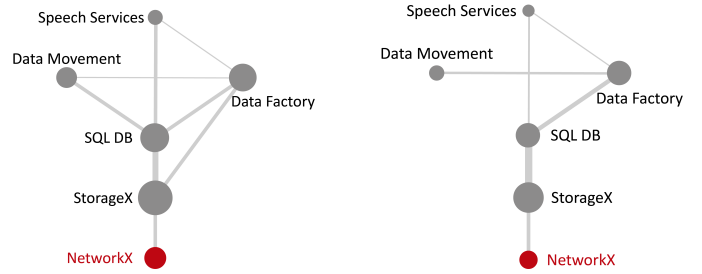 Speech Services
Data Movement
Data Factory
SQL DB
StorageX
NetworkX
Speech Services
Data Movement
Data Factory
SQL DB
StorageX
NetworkX